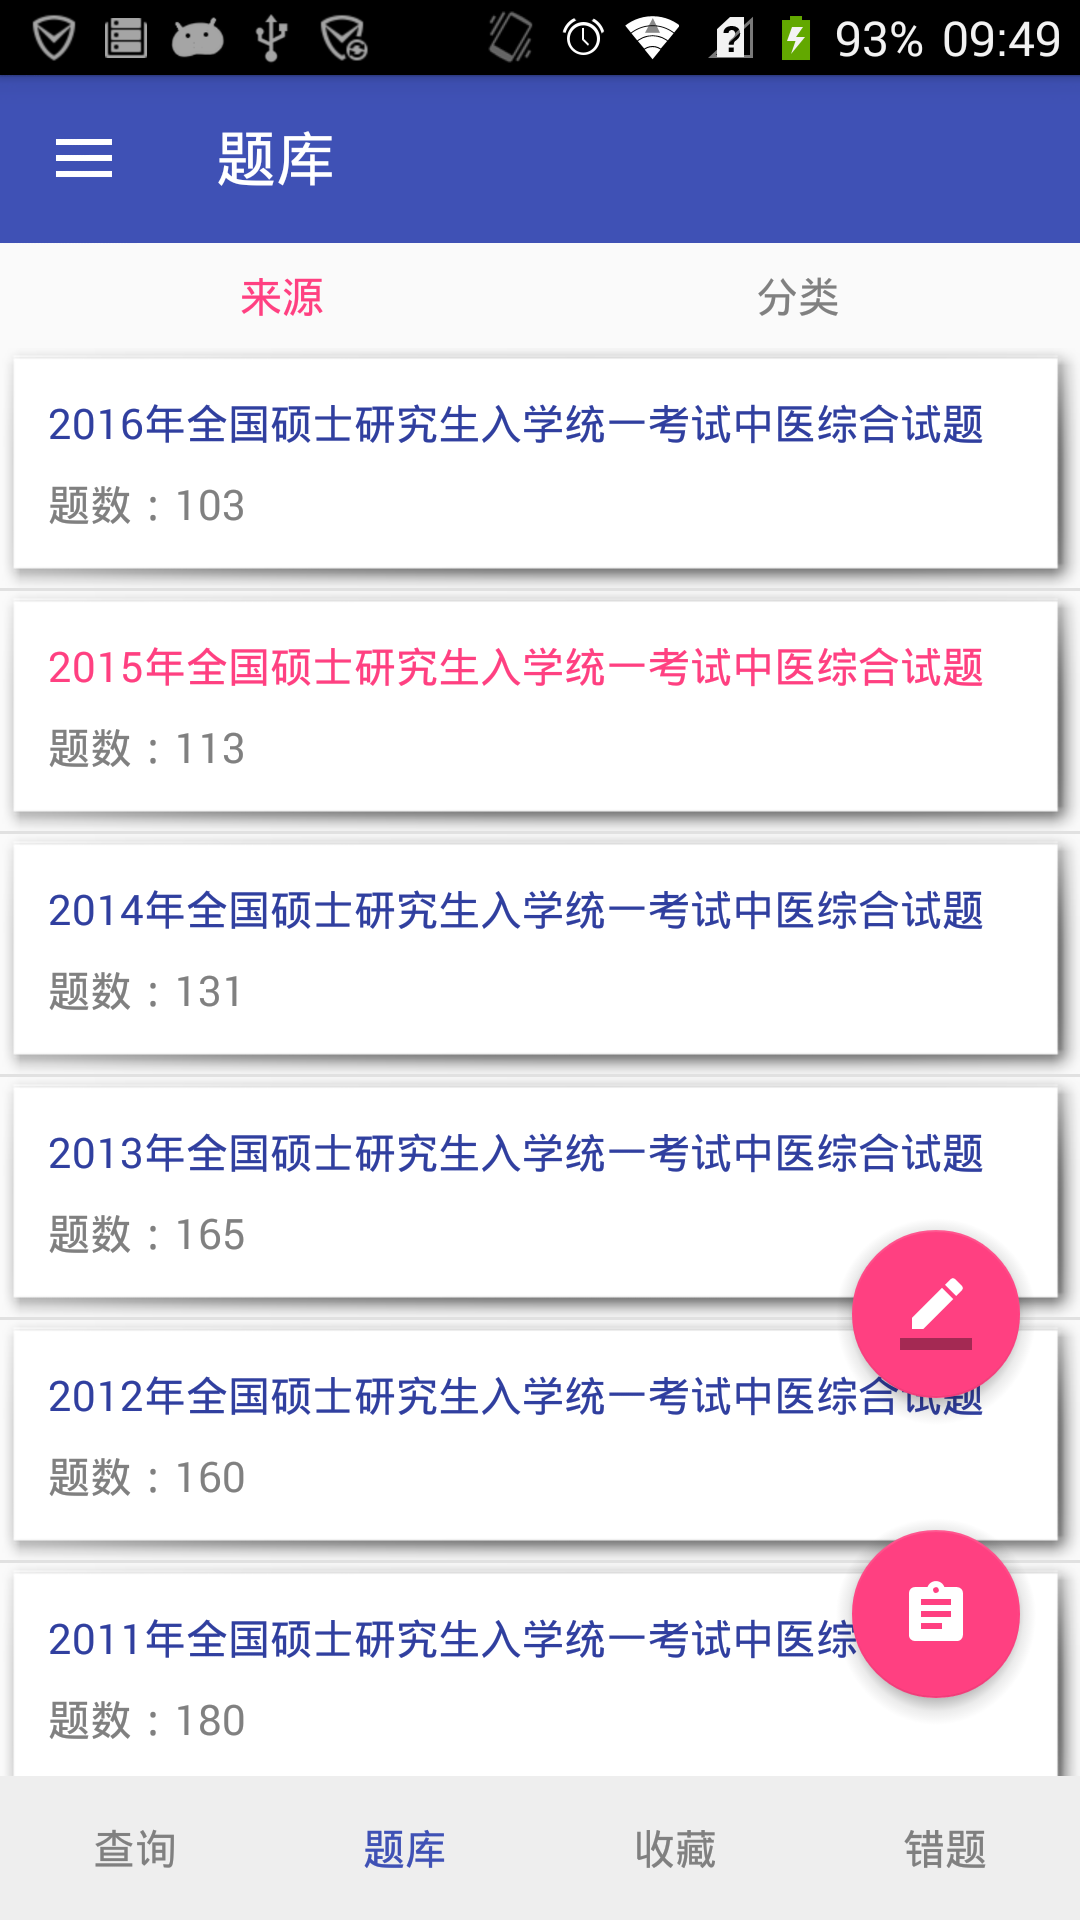 93% 09:49
题库
来源 分类
2016年全国硕士研究生入学统一考试中医综合试题
题数：103
2015年全国硕士研究生入学统一考试中医综合试题
题数：113
2014年全国硕士研究生入学统一考试中医综合试题
题数：131
2013年全国硕士研究生入学统一考试中医综合试题
题数：165
2012年全国硕士研究生入学统一考试中医综合试题
题数：160
2011年全国硕士研究生入学统一考试中医综
题数：180
查询 题库 收藏 错题